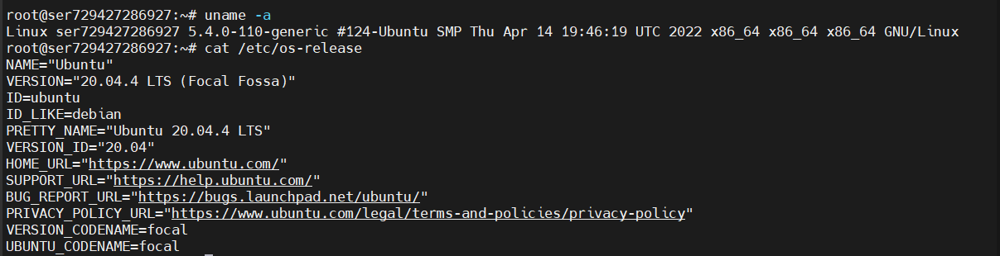 root@ser729427286927:~# uname -a
Linux ser729427286927 5.4.0-110-generic #124-Ubuntu SMP Thu Apr 14 19:46:19 UTC 2022 x86_64 x86_64 x86_64 GNU/Linux
root@ser729427286927:~# cat /etc/os-release
NAME="Ubuntu"
VERSION="20.04.4 LTS (Focal Fossa)"
ID=ubuntu
ID_LIKE=debian
PRETTY_NAME="Ubuntu 20.04.4 LTS"
VERSION_ID="20.04"
HOME_URL="https://www.ubuntu.com/"
SUPPORT_URL="https://help.ubuntu.com/"
BUG_REPORT_URL="https://bugs.launchpad.net/ubuntu/"
PRIVACY_POLICY_URL="https://www.ubuntu.com/legal/terms-and-policies/privacy-policy"
VERSION_CODENAME=focal
UBUNTU_CODENAME=focal